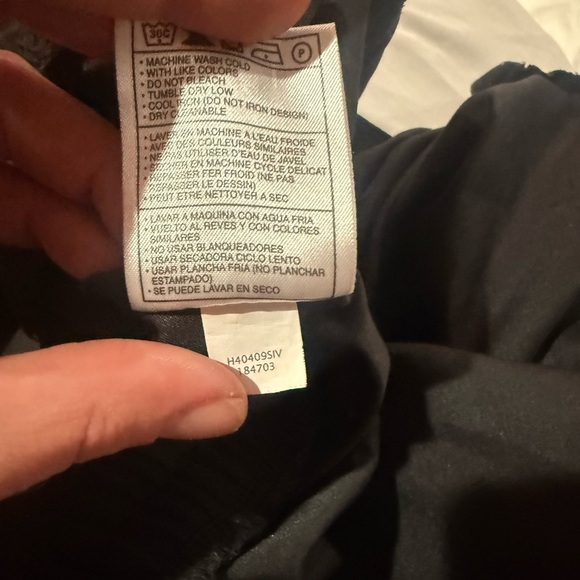 30C
P
• MACHINE WASH COLD
• WITH LIKE COLORS
• DO NOT BLEACH
• TUMBLE DRY LOW
• COOL IRON (DO NOT IRON DESIGN)
• DRY CLEANABLE
• LAVER EN MACHINE A L'EAU FROIDE
• AVEC DES COULEURS SIMILAIRES
• NE PAS UTILISER D'EAU DE JAVEL
EN MACHINE CYCLE DELICAT
REPASSER FER FROID (NE PAS
REPASSER LE DESSIN)
• PEUT ETRE NETTOYER A SEC
• LAVAR A MAQUINA CON AGUA FRIA
• VUELTO AL REVES Y CON COLORES
SIMILARES
• NO USAR BLANQUEADORES
• USAR SECADORA CICLO LENTO
• USAR PLANCHA FRIA (NO PLANCHAR
ESTAMPADO)
• SE PUEDE LAVAR EN SECO
H40409SIV
184703